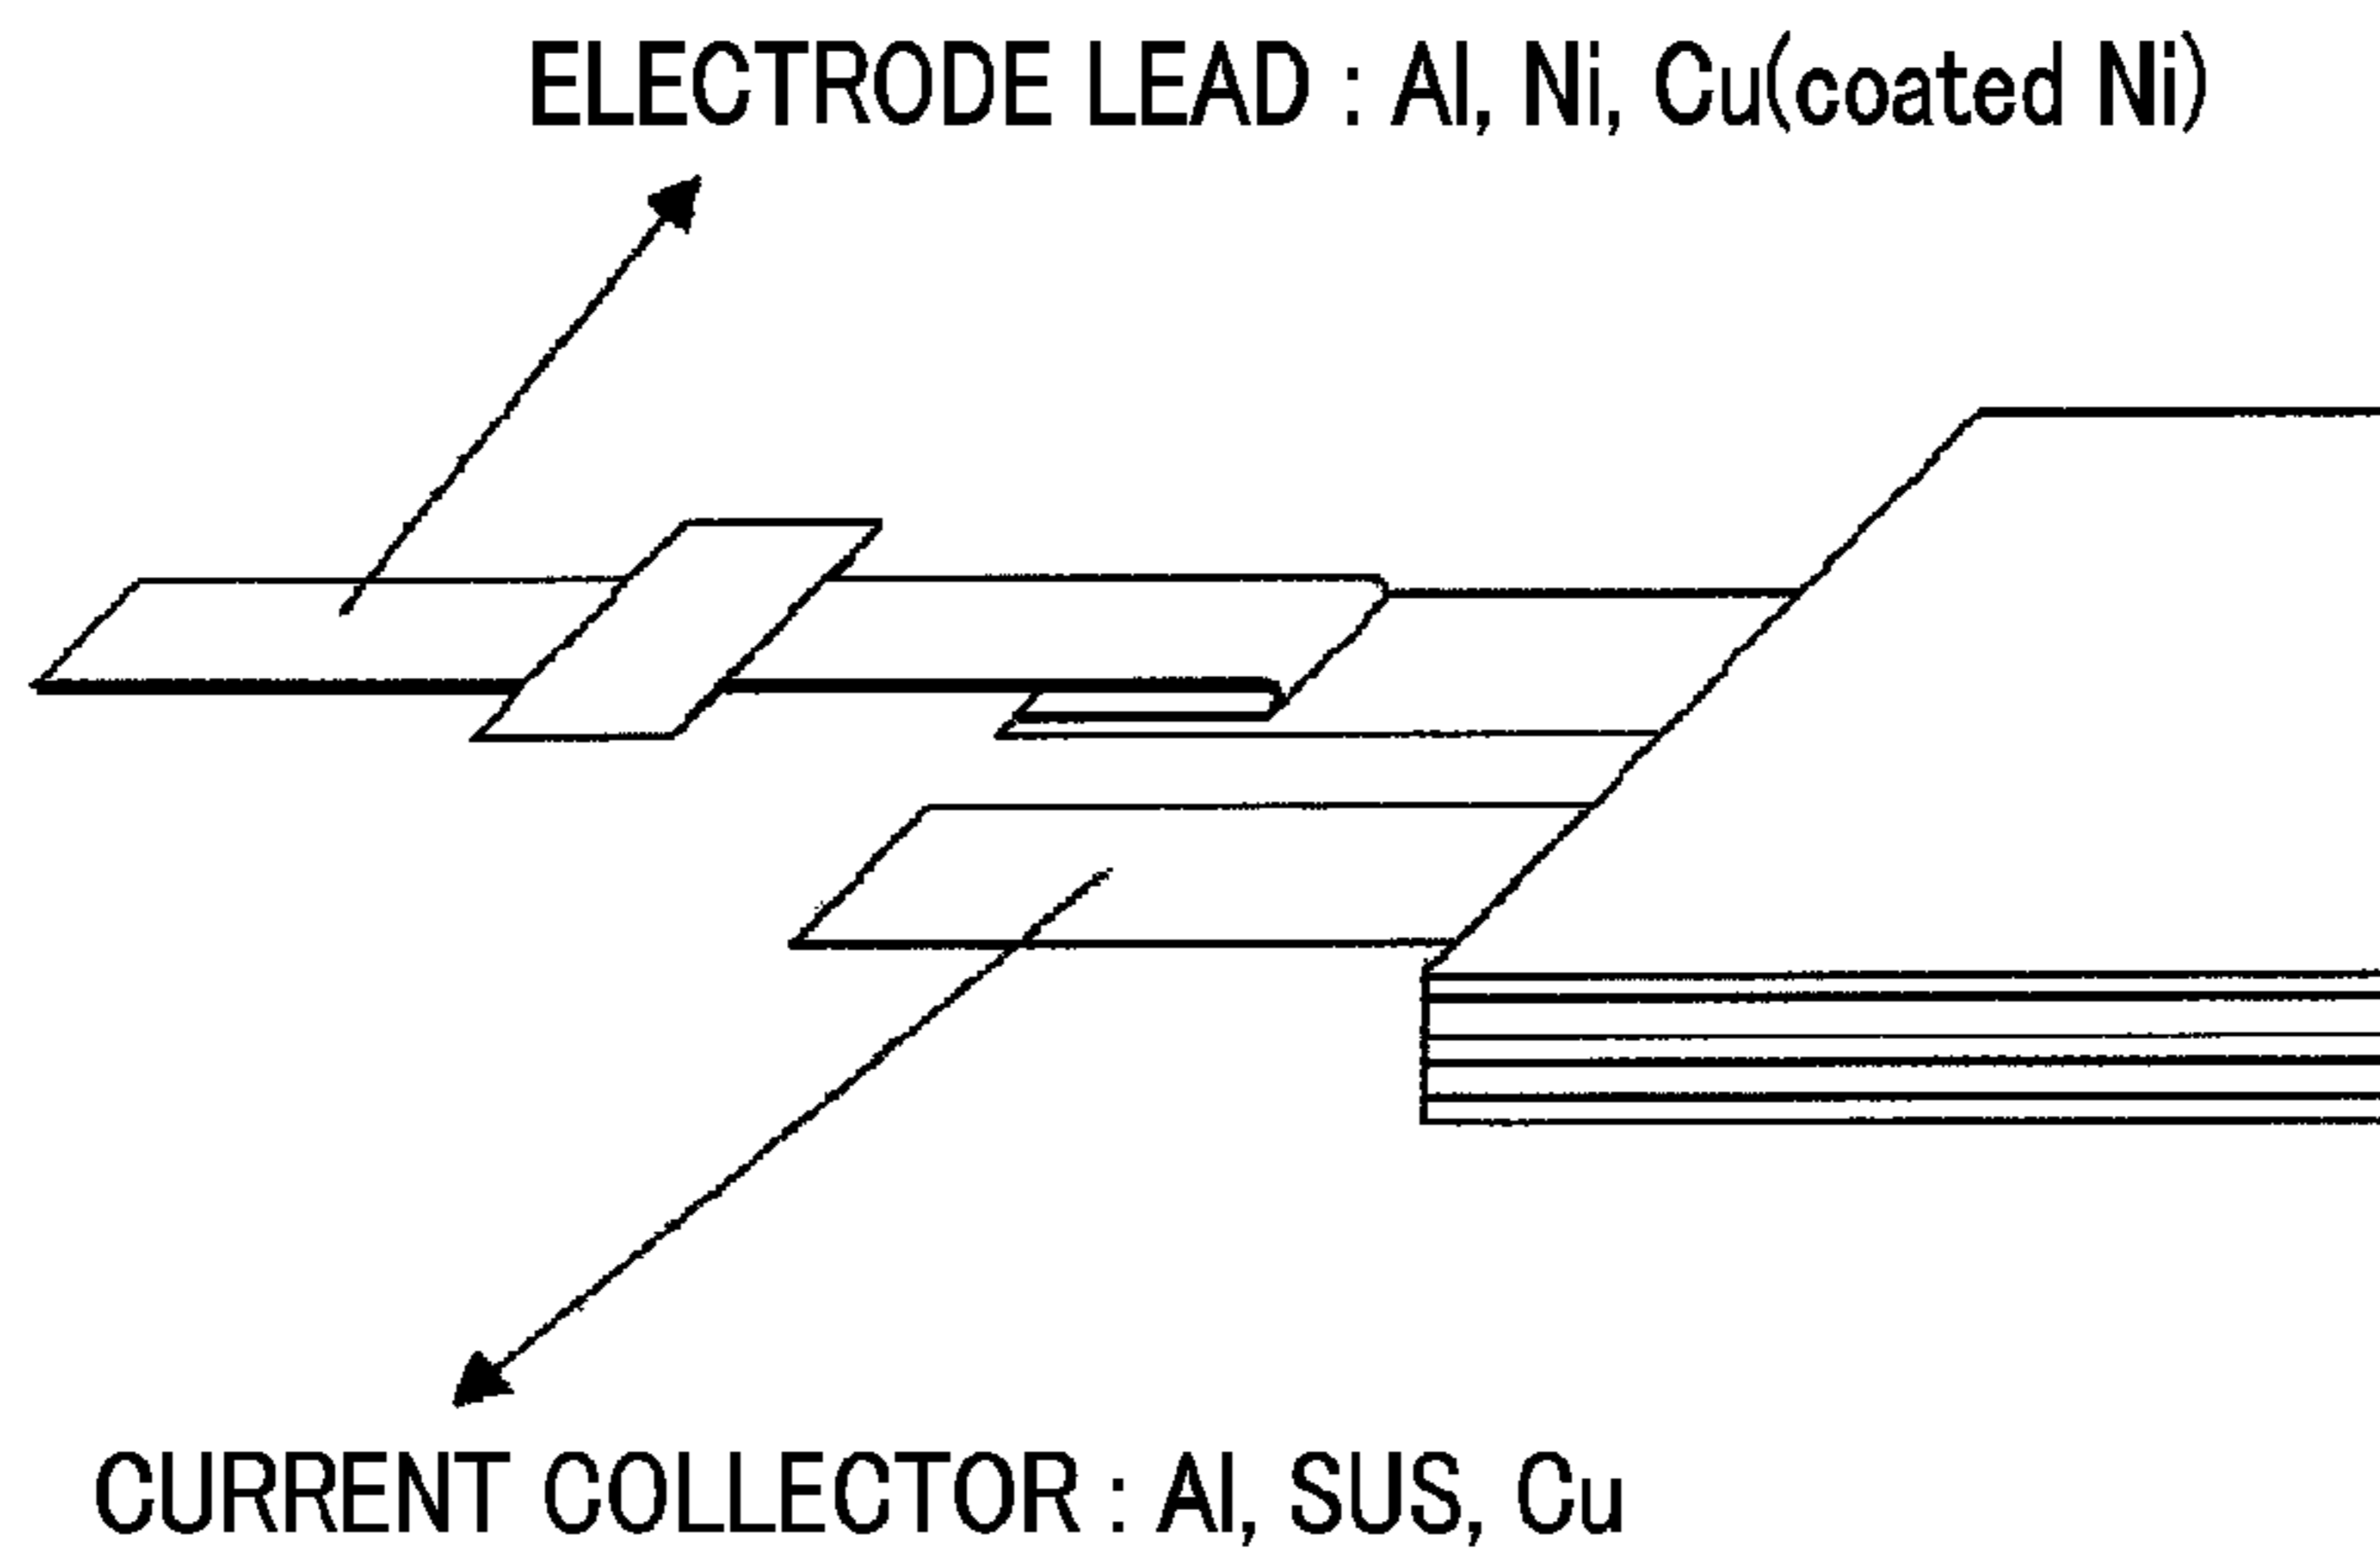 ELECTRODE LEAD : Al, Ni, Cu(coated Ni)
CURRENT COLLECTOR : Al, SUS, Cu